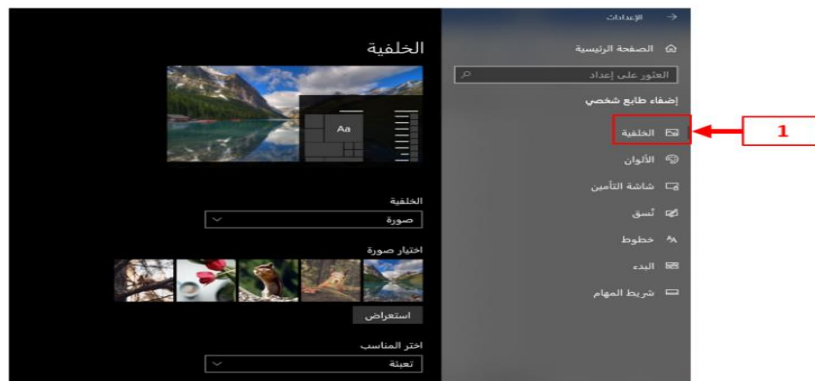 الإعدادات
الصفحة الرئيسية
العثور على إعداد
إضفاء طابع شخصي
الخلفية
الألوان
شاشة التأمين
نُسق
خطوط
البدء
شريط المهام
1
الخلفية
Aa
الخلفية
صورة
اختيار صورة
استعراض
اختر المناسب
تعبئة